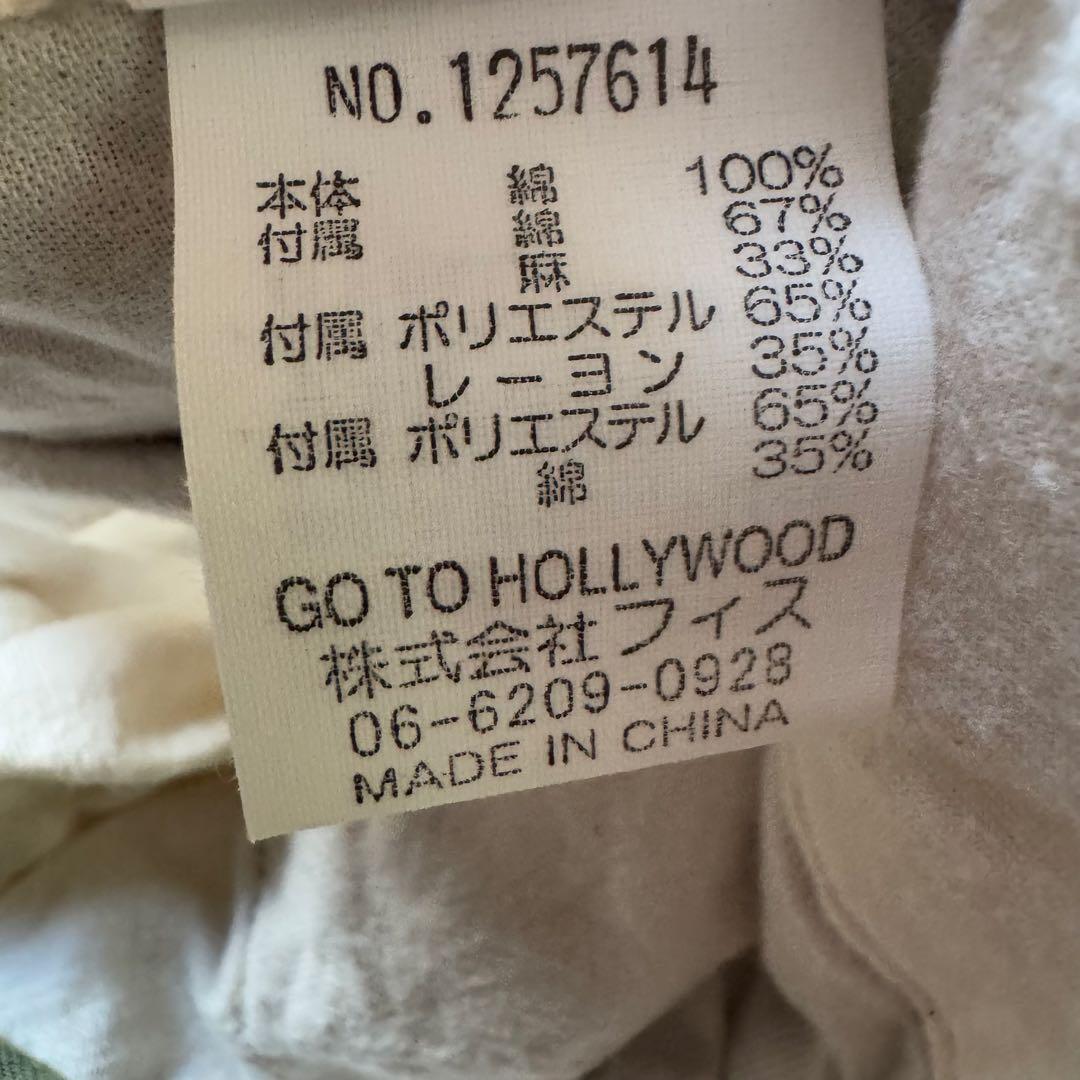 NO.1257614
本体 綿 100%
付属 綿 67%
麻 33%
付属 ポリエステル 65%
レーヨン 35%
付属 ポリエステル 65%
綿 35%
GO TO HOLLYWOOD
株式会社フィス
06-6209-0928
MADE IN CHINA